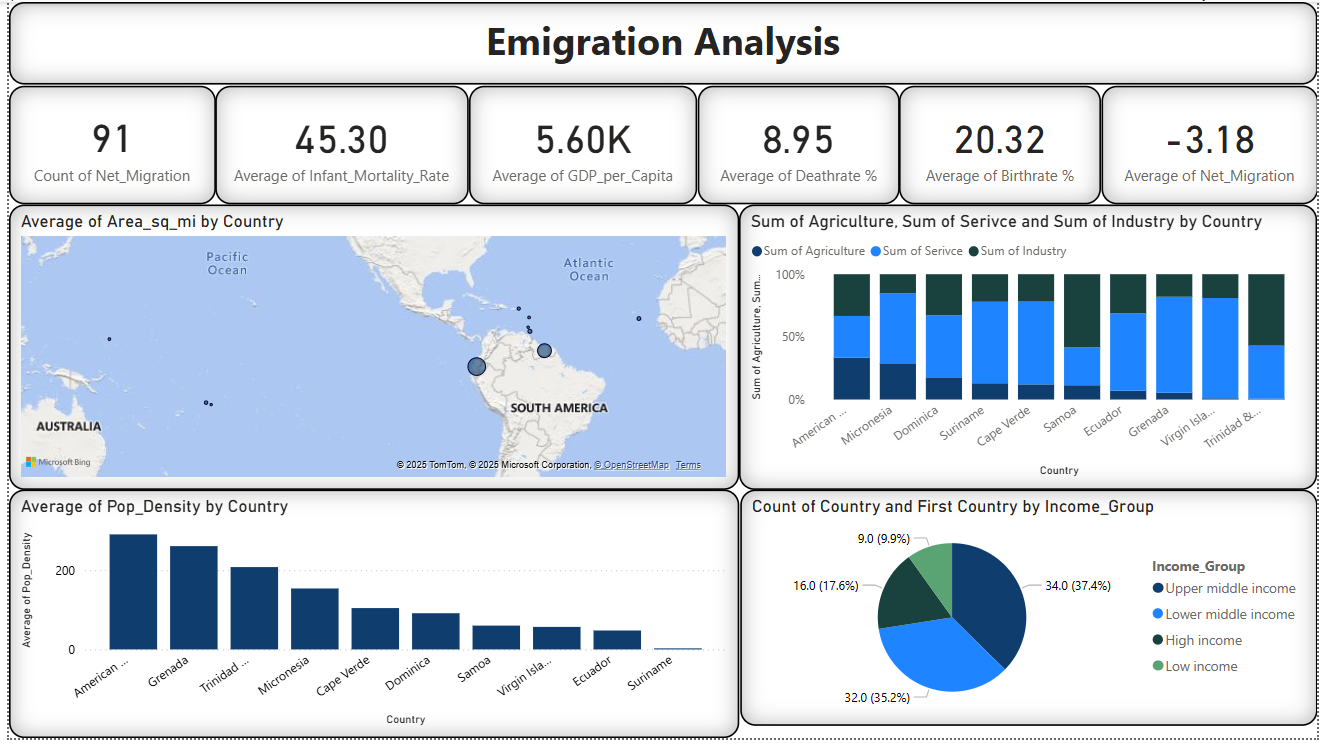 Emigration Analysis
91
Count of Net_Migration
45.30
Average of Infant_Mortality_Rate
5.60K
Average of GDP_per_Capita
8.95
Average of Deathrate %
20.32
Average of Birthrate %
-3.18
Average of Net_Migration
Average of Area_sq_mi by Country
Pacific
Ocean
Atlantic
Ocean
SOUTH AMERICA
AUSTRALIA
Microsoft Bing
© 2025 TomTom, © 2025 Microsoft Corporation, © OpenStreetMap Terms
Sum of Agriculture, Sum of Serivce and Sum of Industry by Country
Sum of Agriculture
Sum of Serivce
Sum of Industry
Sum of Agriculture, Sum...
100%
50%
0%
American ...
Micronesia
Dominica
Suriname
Cape Verde
Samoa
Ecuador
Grenada
Virgin Isla...
Trinidad &...
Country
Average of Pop_Density by Country
Average of Pop_Density
200
0
American ...
Grenada
Trinidad ...
Micronesia
Cape Verde
Dominica
Samoa
Virgin Isla...
Ecuador
Suriname
Country
Count of Country and First Country by Income_Group
9.0 (9.9%)
16.0 (17.6%)
34.0 (37.4%)
32.0 (35.2%)
Income_Group
Upper middle income
Lower middle income
High income
Low income